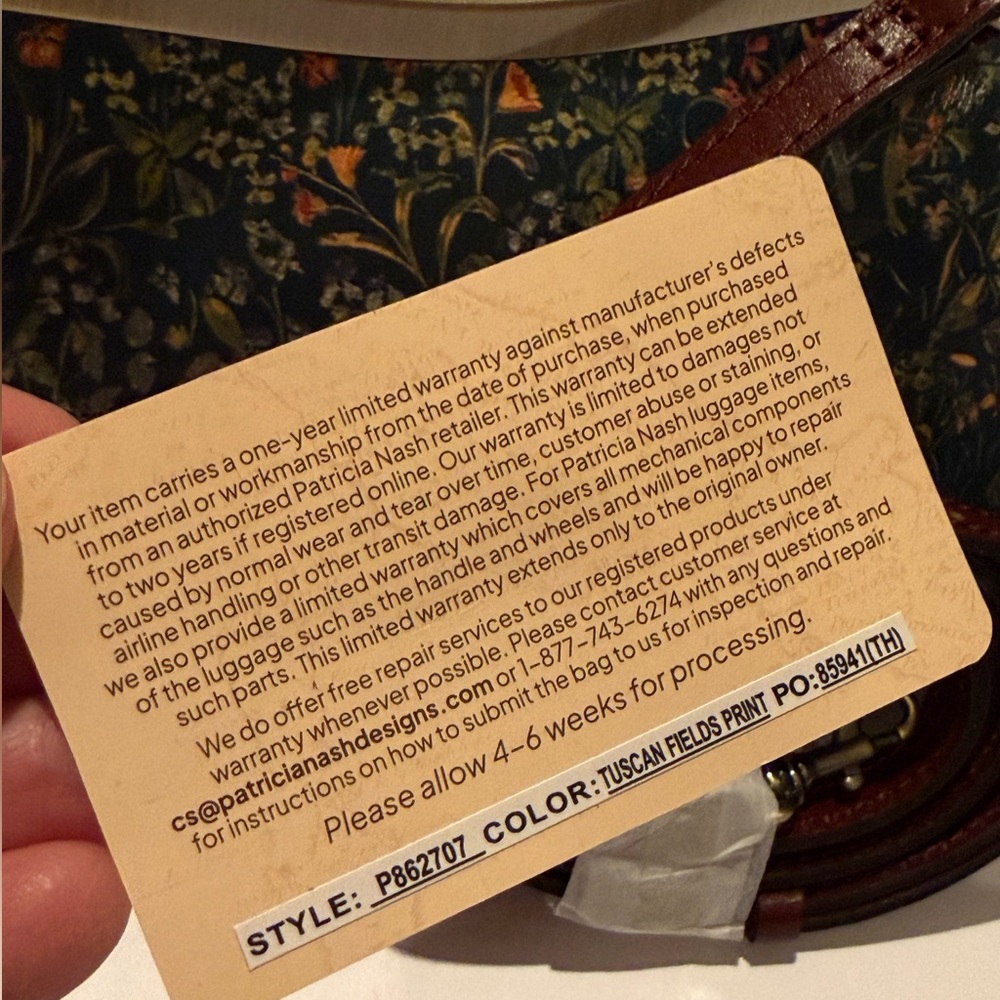 Your item carries a one-year limited warranty against manufacturer's defects
in material or workmanship from the date of purchase, when purchased
from an authorized Patricia Nash retailer. This warranty can be extended
to two years if registered online. Our warranty is limited to damages not
caused by normal wear and tear over time, customer abuse or staining, or
airline handling or other transit damage. For Patricia Nash luggage items,
we also provide a limited warranty which covers all mechanical components
of the luggage such as the handle and wheels and will be happy to repair
such parts. This limited warranty extends only to the original owner.
We do offer free repair services to our registered products under
warranty whenever possible. Please contact customer service at
cs@patricianashdesigns.com or 1-877-743-6274 with any questions and
for instructions on how to submit the bag to us for inspection and repair.
Please allow 4-6 weeks for processing.
STYLE: P862707 COLOR: TUSCAN FIELDS PRINT PO: 85941(TH)